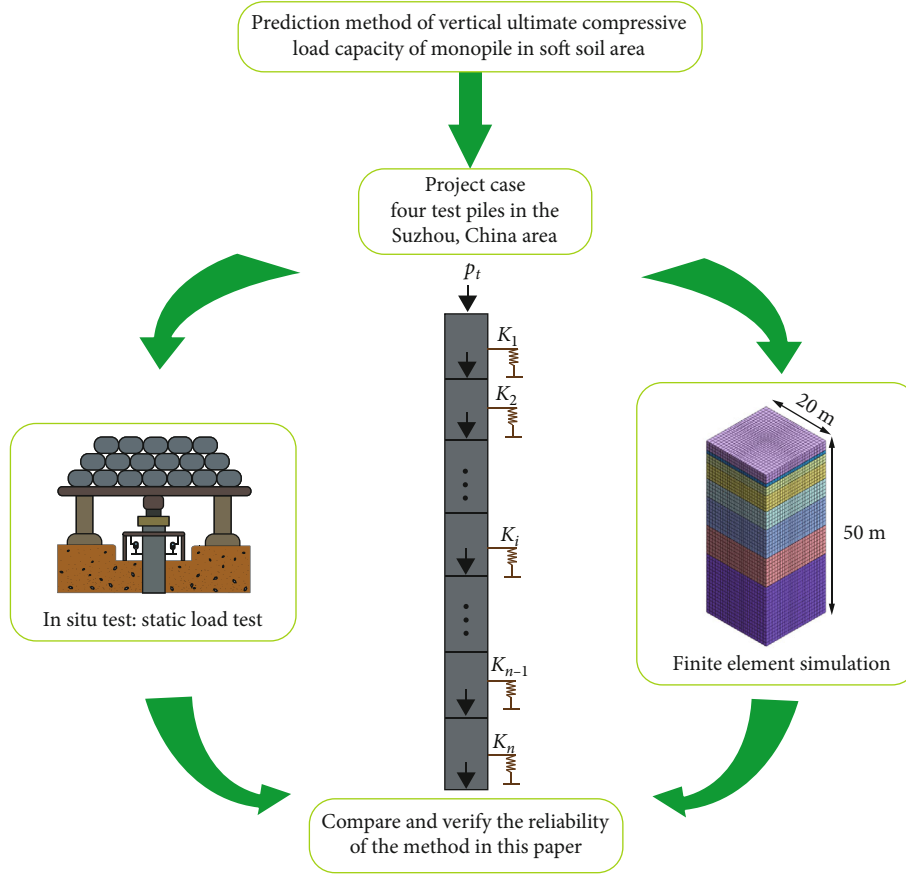 Prediction method of vertical ultimate compressive
load capacity of monopile in soft soil area
Project case
four test piles in the
Suzhou, China area
p_t
K_1
K_2
K_i
K_{n–1}
K_n
In situ test: static load test
20 m
50 m
Finite element simulation
Compare and verify the reliability
of the method in this paper